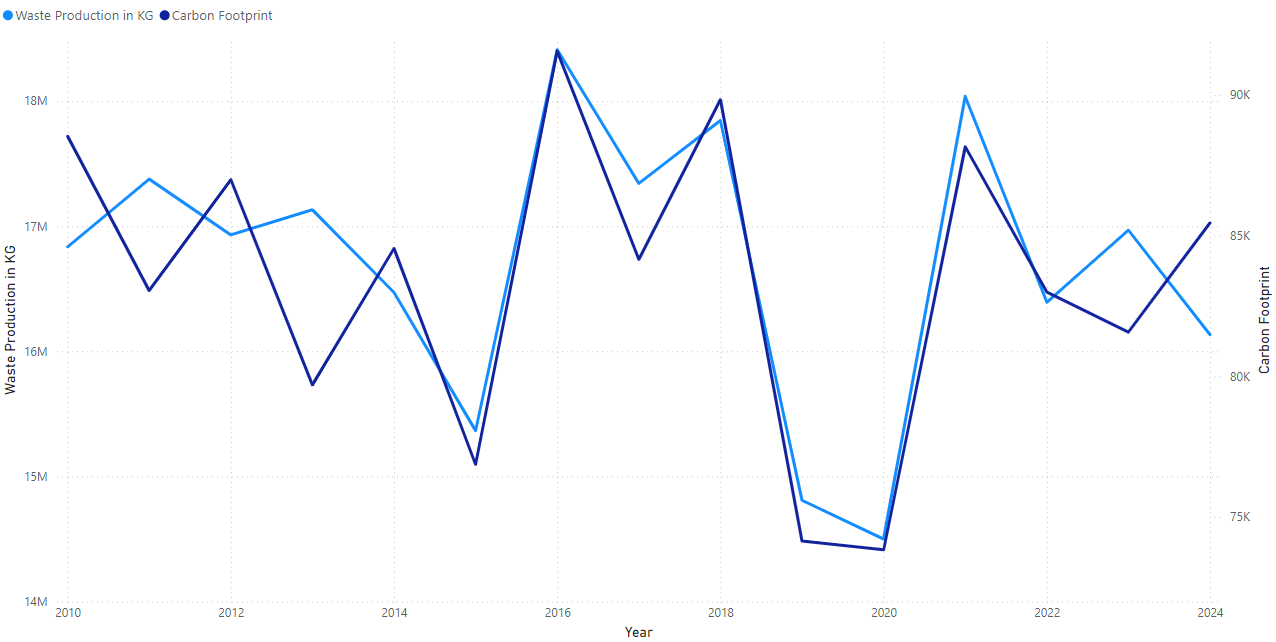 Waste Production in KG Carbon Footprint
18M
17M
16M
15M
14M
Waste Production in KG
90K
85K
80K
75K
Carbon Footprint
2010 2012 2014 2016 2018 2020 2022 2024
Year